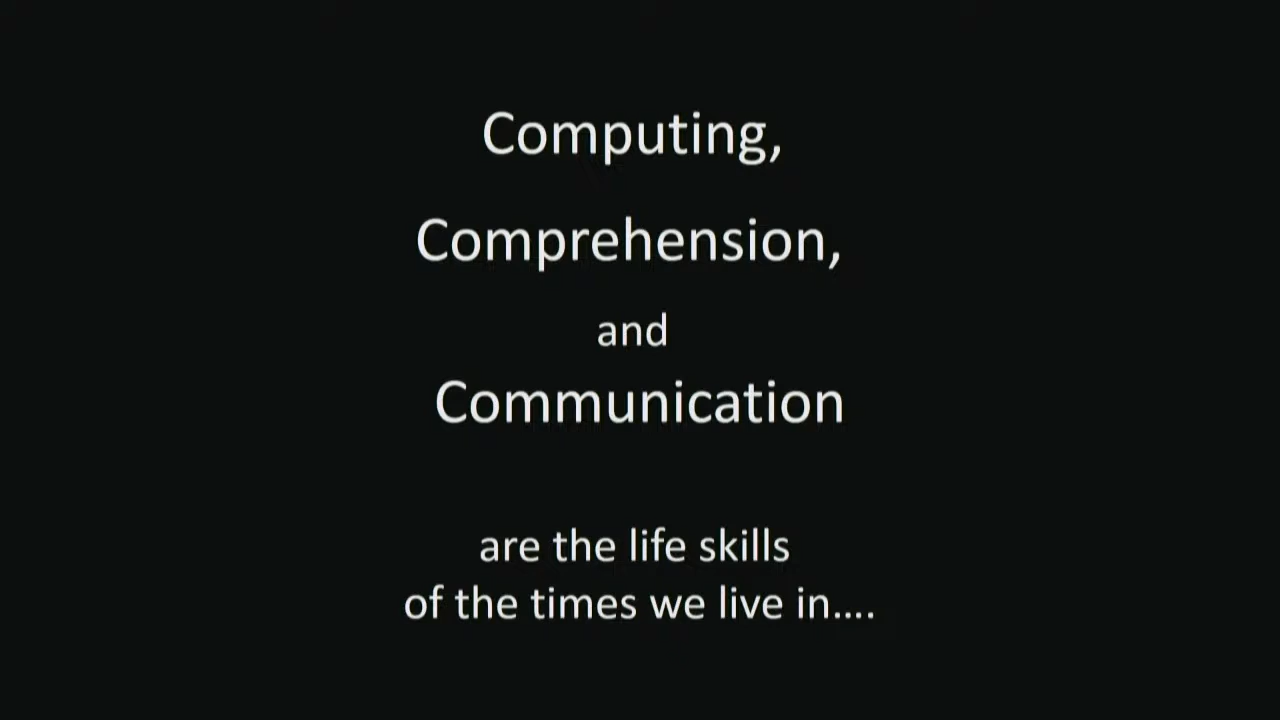 Computing,
Comprehension,
and
Communication
are the life skills
of the times we live in....